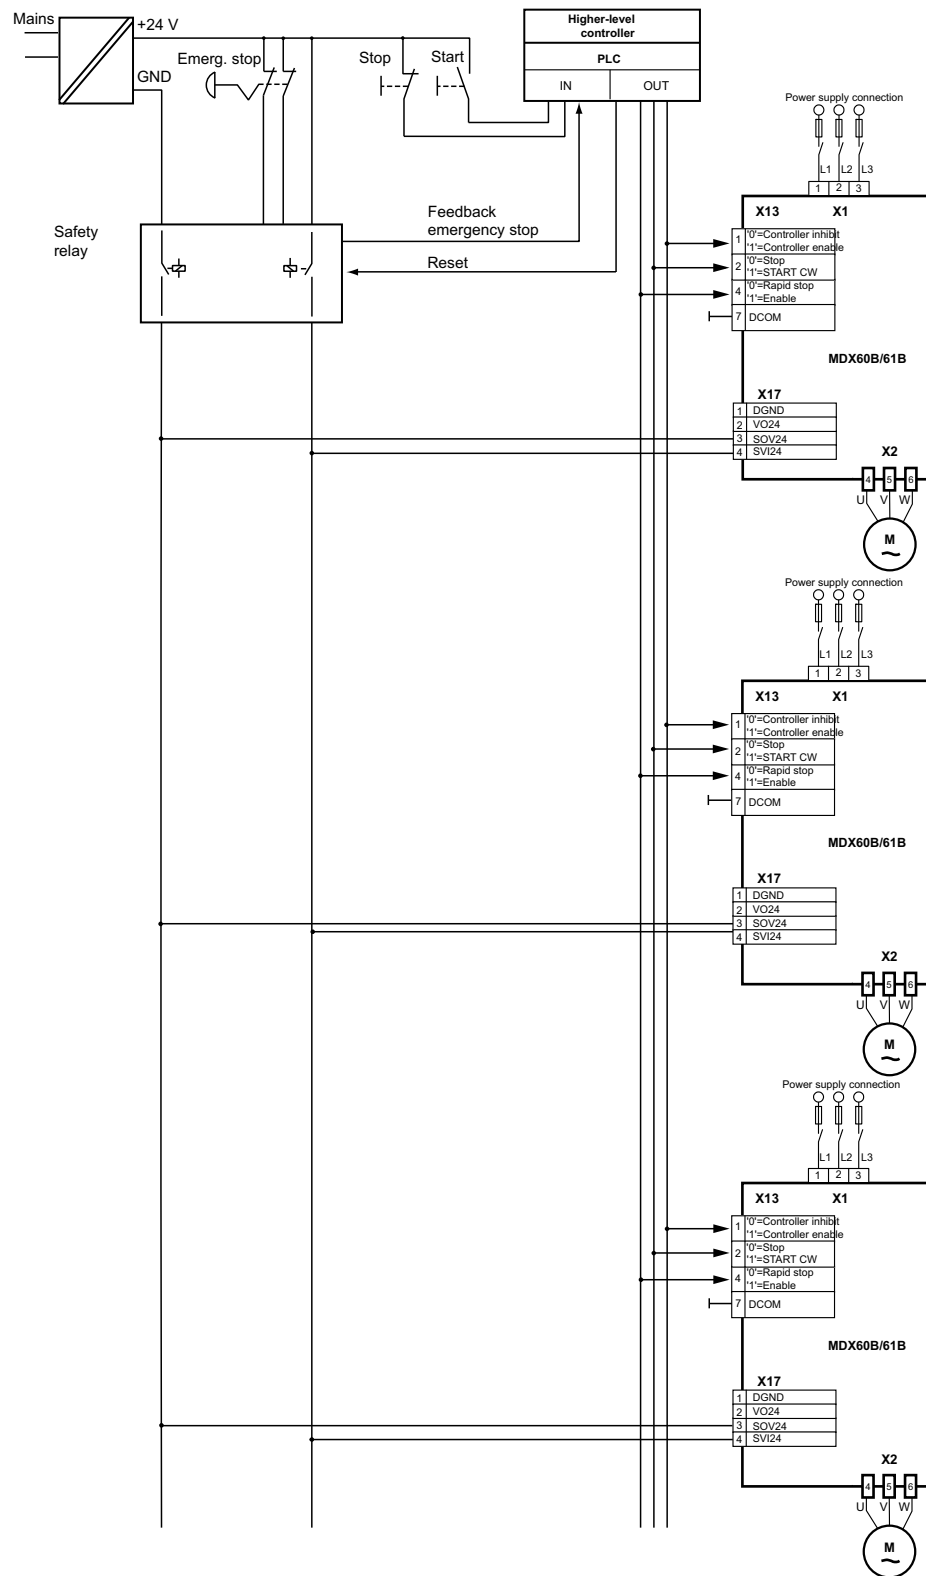 Mains
+24 V
GND
Emerg. stop
Stop
Start
Higher-level
controller
PLC
IN
OUT
Safety
relay
Feedback
emergency stop
Reset
Power supply connection
L1 L2 L3
1 2 3
X13 X1
1 '0'=Controller inhibit
'1'=Controller enable
2 '0'=Stop
'1'=START CW
4 '0'=Rapid stop
'1'=Enable
7 DCOM
MDX60B/61B
X17
1 DGND
2 VO24
3 SOV24
4 SVI24
X2
4 5 6
U V W
M
Power supply connection
L1 L2 L3
1 2 3
X13 X1
1 '0'=Controller inhibit
'1'=Controller enable
2 '0'=Stop
'1'=START CW
4 '0'=Rapid stop
'1'=Enable
7 DCOM
MDX60B/61B
X17
1 DGND
2 VO24
3 SOV24
4 SVI24
X2
4 5 6
U V W
M
Power supply connection
L1 L2 L3
1 2 3
X13 X1
1 '0'=Controller inhibit
'1'=Controller enable
2 '0'=Stop
'1'=START CW
4 '0'=Rapid stop
'1'=Enable
7 DCOM
MDX60B/61B
X17
1 DGND
2 VO24
3 SOV24
4 SVI24
X2
4 5 6
U V W
M